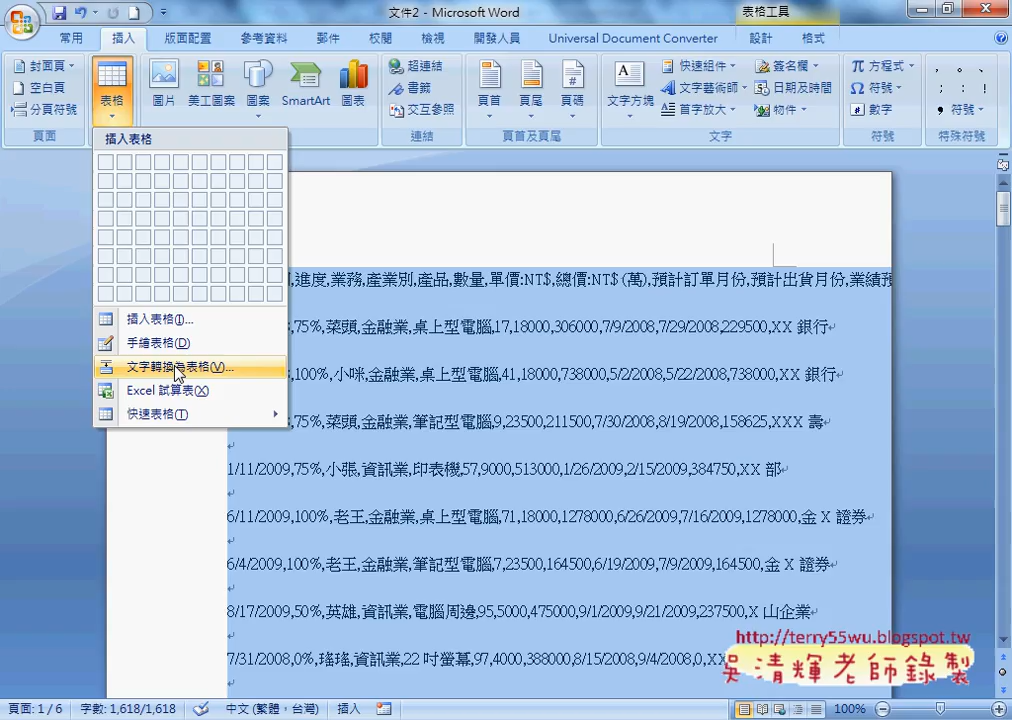 文件2 - Microsoft Word
表格工具
常用
插入
版面配置
參考資料
郵件
校閱
檢視
開發人員
Universal Document Converter
設計
格式
封面頁
空白頁
分頁符號
頁面
表格
圖片
美工圖案
圖案
SmartArt
圖表
超連結
書籤
交互參照
連結
頁首
頁尾
頁碼
頁首及頁尾
文字方塊
快速組件
文字藝術師
首字放大
簽名欄
日期及時間
物件
文字
方程式
符號
數字
符號
符號
特殊符號
插入表格
插入表格(I)...
手繪表格(D)
文字轉換為表格(V)...
Excel 試算表(X)
快速表格(T)
,進度,業務,產業別,產品,數量,單價:NT$,總價:NT$ (萬),預計訂單月份,預計出貨月份,業績預
,75%,菜頭,金融業,桌上型電腦,17,18000,306000,7/9/2008,7/29/2008,229500,XX 銀行
,100%,小咪,金融業,桌上型電腦,41,18000,738000,5/2/2008,5/22/2008,738000,XX 銀行
,75%,菜頭,金融業,筆記型電腦,9,23500,211500,7/30/2008,8/19/2008,158625,XXX 壽
1/11/2009,75%,小張,資訊業,印表機,57,9000,513000,1/26/2009,2/15/2009,384750,XX 部
6/11/2009,100%,老王,金融業,桌上型電腦,71,18000,1278000,6/26/2009,7/16/2009,1278000,金 X 證券
6/4/2009,100%,老王,金融業,筆記型電腦,7,23500,164500,6/19/2009,7/9/2009,164500,金 X 證券
8/17/2009,50%,英雄,資訊業,電腦周邊,95,5000,475000,9/1/2009,9/21/2009,237500,X 山企業
7/31/2008,0%,瑤瑤,資訊業,22 吋螢幕,97,4000,388000,8/15/2008,9/4/2008,0,XX
http://terry55wu.blogspot.tw
吳清輝老師錄製
頁面: 1 / 6
字數: 1,618/1,618
中文 (繁體，台灣)
插入
100%